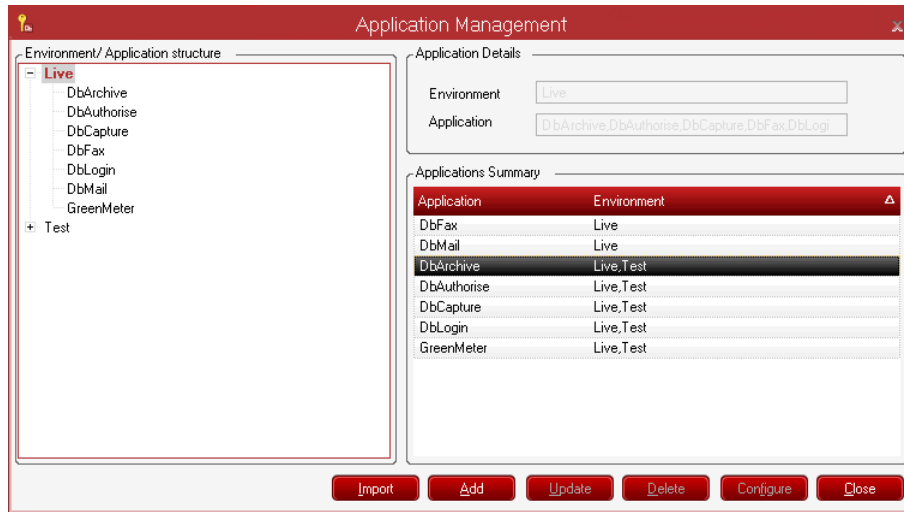 Application Management
x
Environment/ Application structure
Live
DbArchive
DbAuthorise
DbCapture
DbFax
DbLogin
DbMail
GreenMeter
Test
Application Details
Environment Live
Application DbArchive,DbAuthorise,DbCapture,DbFax,DbLogi
Applications Summary
Application Environment
DbFax Live
DbMail Live
DbArchive Live,Test
DbAuthorise Live,Test
DbCapture Live,Test
DbLogin Live,Test
GreenMeter Live,Test
Import Add Update Delete Configure Close